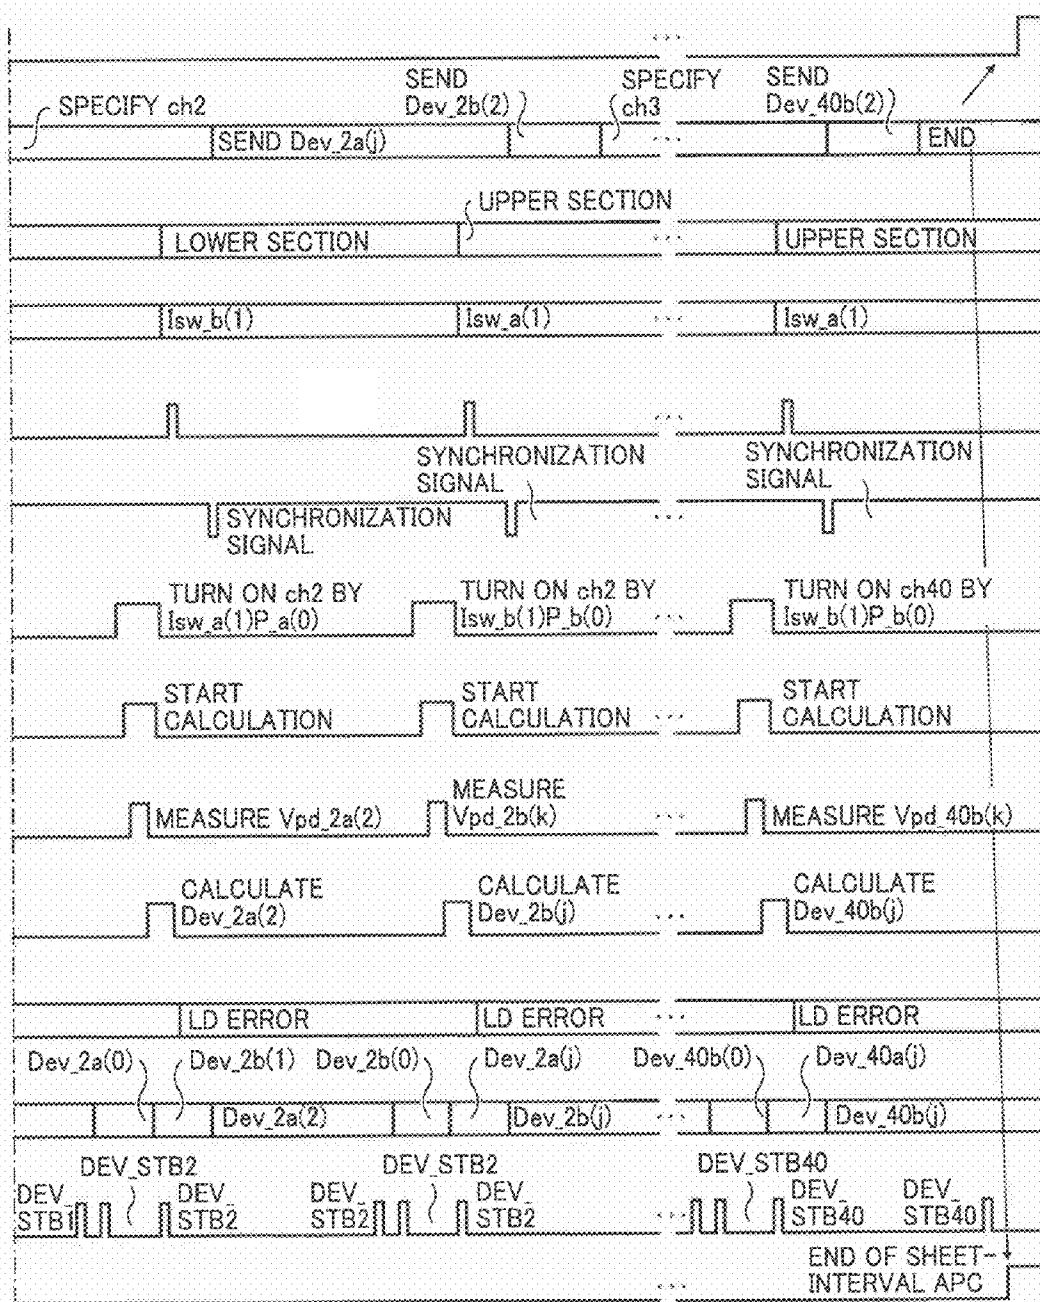 SEND SPECIFY SEND
SPECIFY ch2 Dev_2b(2) ch3 Dev_40b(2)
SEND Dev_2a(j) END
UPPER SECTION
LOWER SECTION UPPER SECTION
Isw_b(1) Isw_a(1) Isw_a(1)
SYNCHRONIZATION SYNCHRONIZATION
SIGNAL SIGNAL
SYNCHRONIZATION
SIGNAL
TURN ON ch2 BY TURN ON ch2 BY TURN ON ch40 BY
Isw_a(1)P_a(0) Isw_b(1)P_b(0) Isw_b(1)P_b(0)
START START START
CALCULATION CALCULATION CALCULATION
MEASURE
MEASURE Vpd_2a(2) Vpd_2b(k) MEASURE Vpd_40b(k)
CALCULATE CALCULATE CALCULATE
Dev_2a(2) Dev_2b(j) Dev_40b(j)
LD ERROR LD ERROR LD ERROR
Dev_2a(0) Dev_2b(1) Dev_2b(0) Dev_2a(j) Dev_40b(0) Dev_40a(j)
Dev_2a(2) Dev_2b(j) Dev_40b(j)
DEV_STB2 DEV_STB2 DEV_STB40
DEV_ DEV_ DEV_ DEV_ DEV_ DEV_
STB1 STB2 STB2 STB2 STB40 STB40
END OF SHEET-
INTERVAL APC